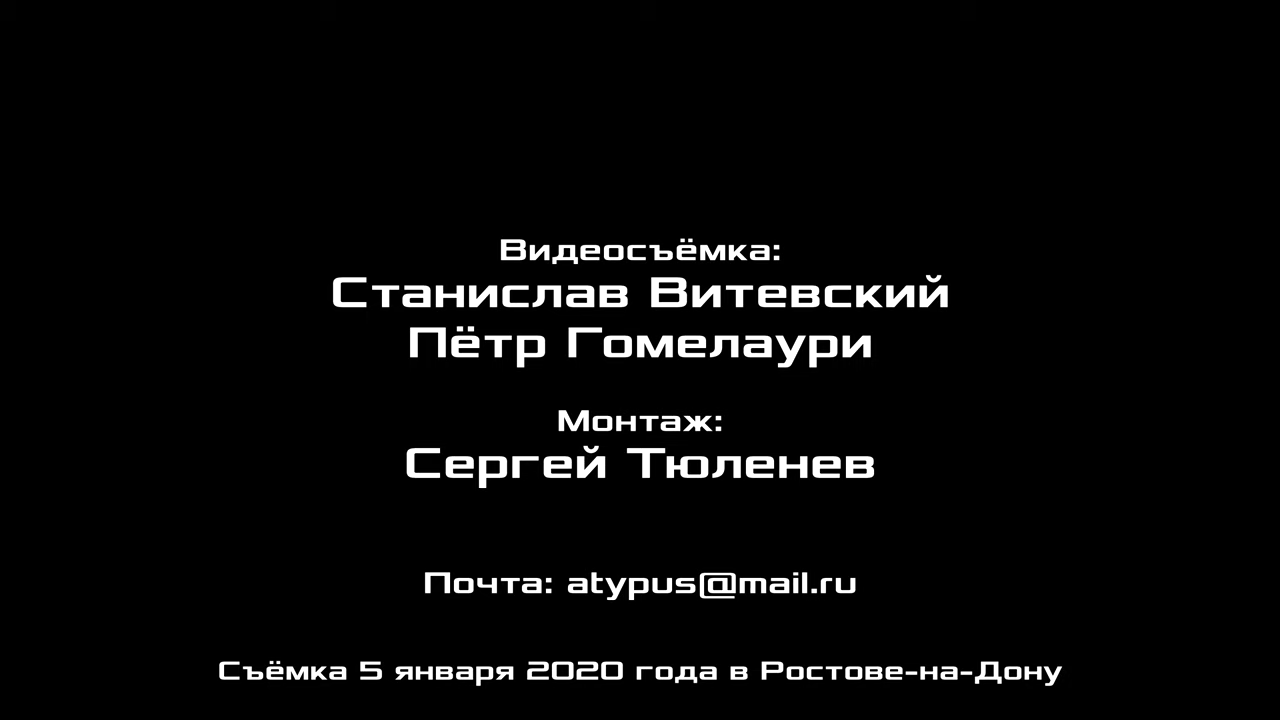 Видеосъёмка:
Станислав Витевский
Пётр Гомелаури
Монтаж:
Сергей Тюленев
Почта: atypus@mail.ru
Съёмка 5 января 2020 года в Ростове-на-Дону